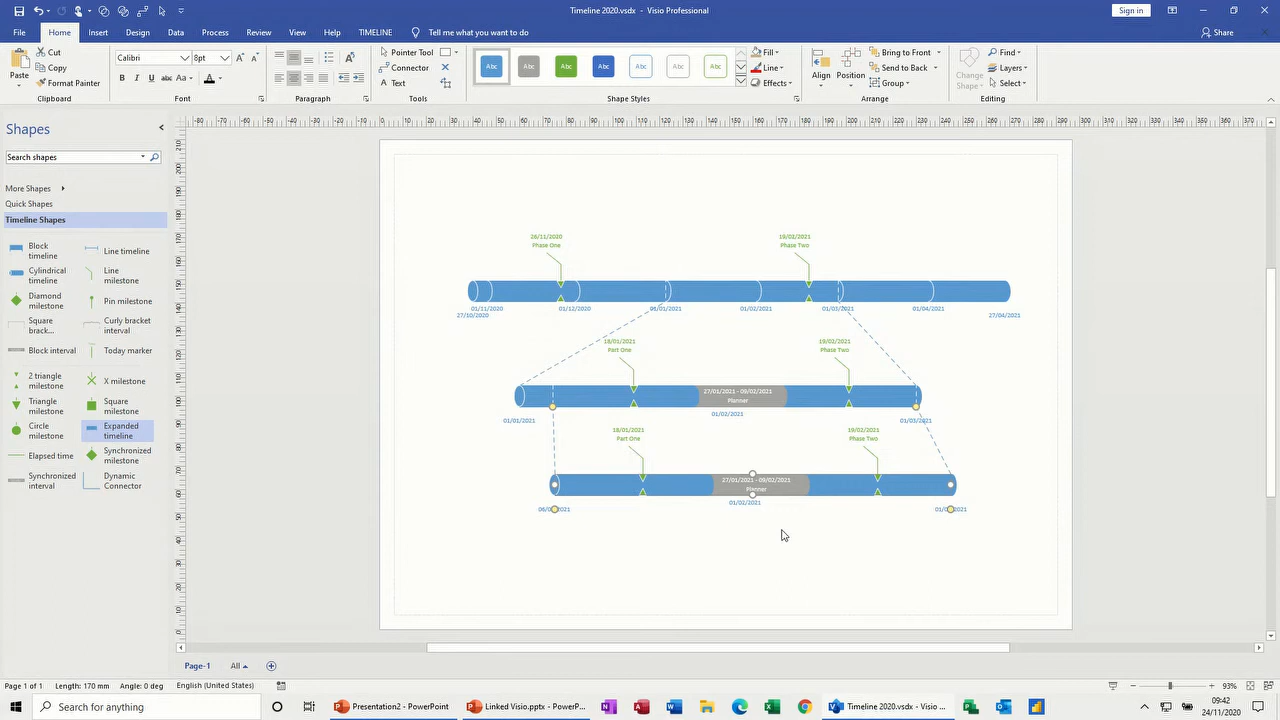 Timeline 2020.vsdx - Visio Professional
Sign in
File Home Insert Design Data Process Review View Help TIMELINE Tell me what you want to do Share
Paste
Cut
Copy
Format Painter
Clipboard
Calibri 8pt
Font
Paragraph
Pointer Tool
Connector
Text
Tools
Abc Abc Abc Abc Abc Abc Abc
Fill
Line
Effects
Shape Styles
Align Position
Bring to Front
Send to Back
Group
Arrange
Change Shape
Find
Layers
Select
Editing
Shapes
Search shapes
More Shapes
Quick Shapes
Timeline Shapes
Block timeline
Line timeline
Cylindrical timeline
Line milestone
Diamond milestone
Pin milestone
Square brack...
Curly bracket interval
Block interval
Today marker
2 triangle milestone
X milestone
Triangle milestone
Square milestone
Circle milestone
Expanded timeline
Elapsed time
Synchronized milestone
Synchronized interval
Dynamic Connector
26/11/2020
Phase One
19/02/2021
Phase Two
01/11/2020 01/12/2020 01/01/2021 01/02/2021 01/03/2021 01/04/2021
27/10/2020 27/04/2021
18/01/2021
Part One
19/02/2021
Phase Two
27/01/2021 - 09/02/2021
Planner
01/01/2021 01/02/2021 01/03/2021
18/01/2021
Part One
19/02/2021
Phase Two
27/01/2021 - 09/02/2021
Planner
01/02/2021
Page-1 All
Page 1 of 1 Length: 170 mm Angle: 0 deg English (United States) 93%
Search for anything
Presentation2 - PowerPoint
Linked Visio.pptx - PowerP...
Timeline 2020.vsdx - Visio ...
09:42
24/11/2020